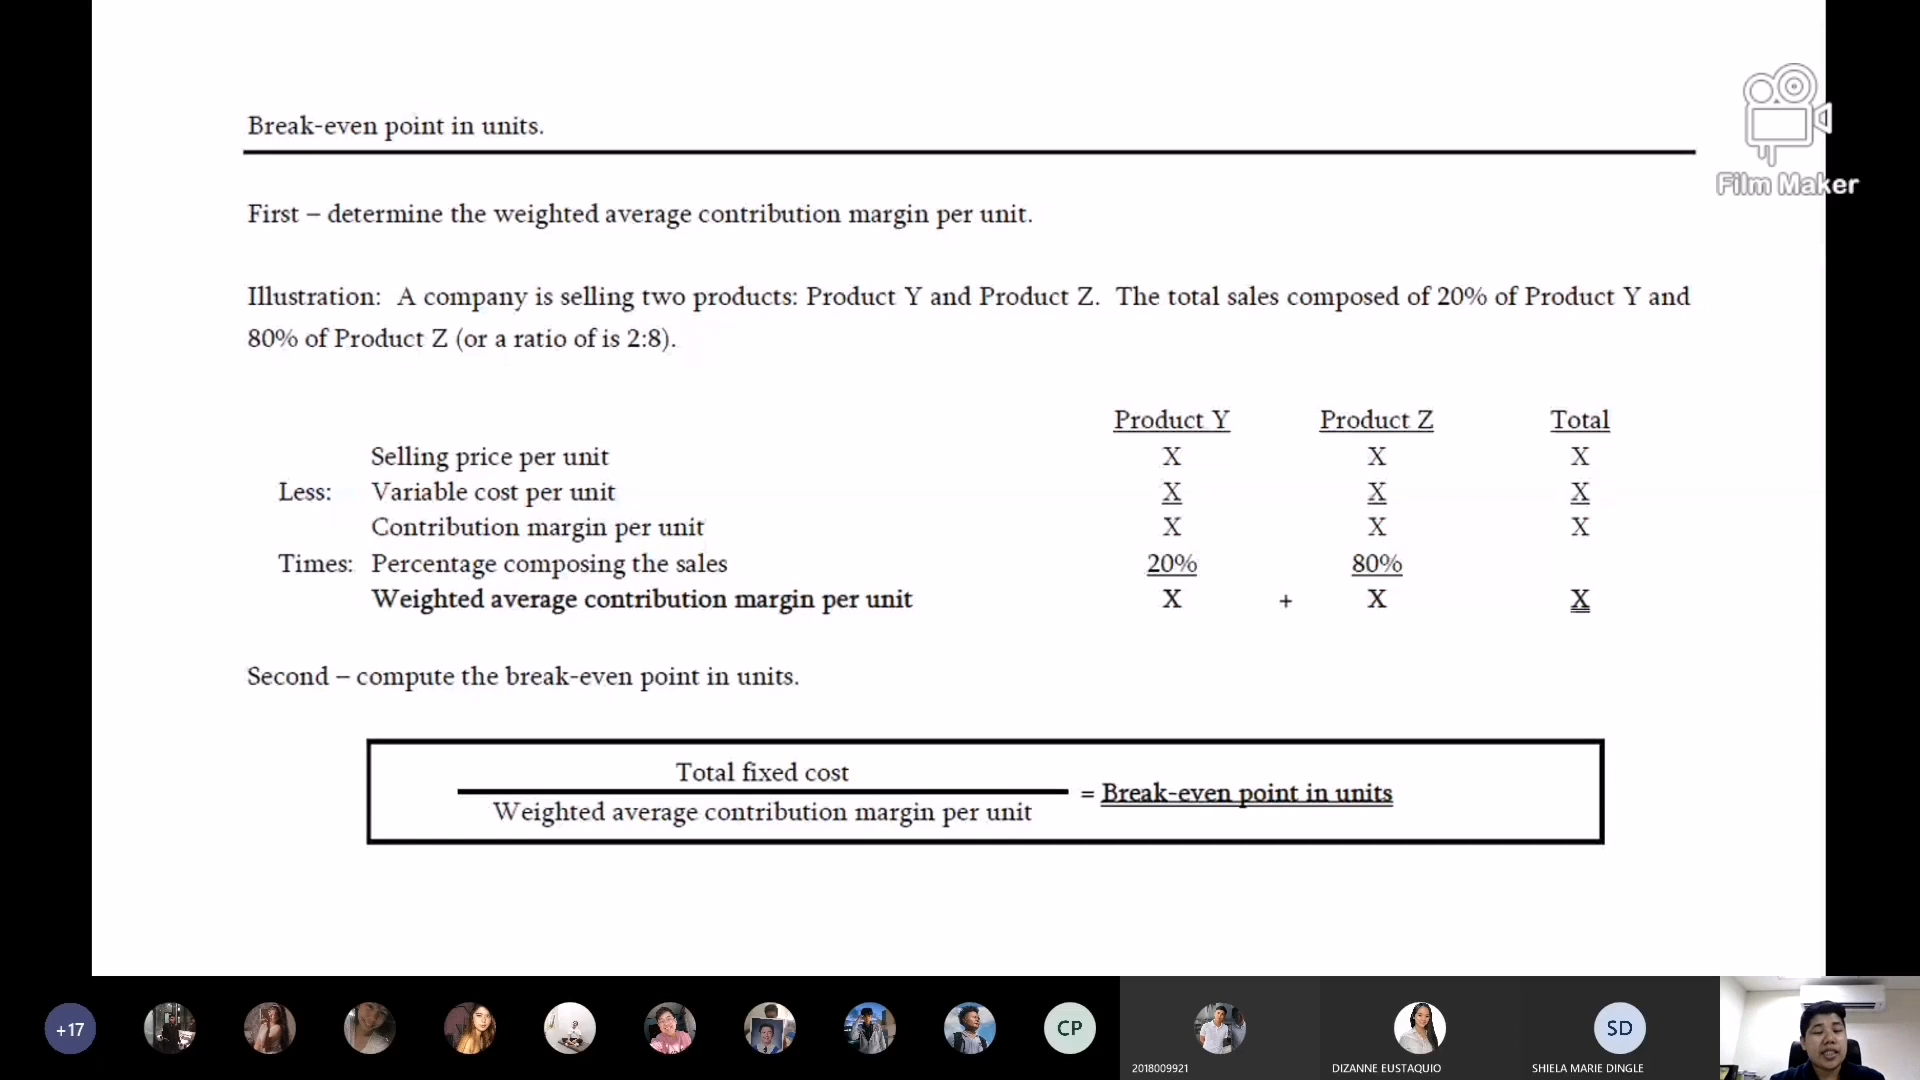 Break-even point in units.
Film Maker
First – determine the weighted average contribution margin per unit.
Illustration: A company is selling two products: Product Y and Product Z. The total sales composed of 20% of Product Y and
80% of Product Z (or a ratio of is 2:8).
Product Y Product Z Total
Selling price per unit X X X
Less: Variable cost per unit X X X
Contribution margin per unit X X X
Times: Percentage composing the sales 20% 80%
Weighted average contribution margin per unit X + X X
Second – compute the break-even point in units.
Total fixed cost
Weighted average contribution margin per unit = Break-even point in units
+17 CP SD
2018009921 DIZANNE EUSTAQUIO SHIELA MARIE DINGLE